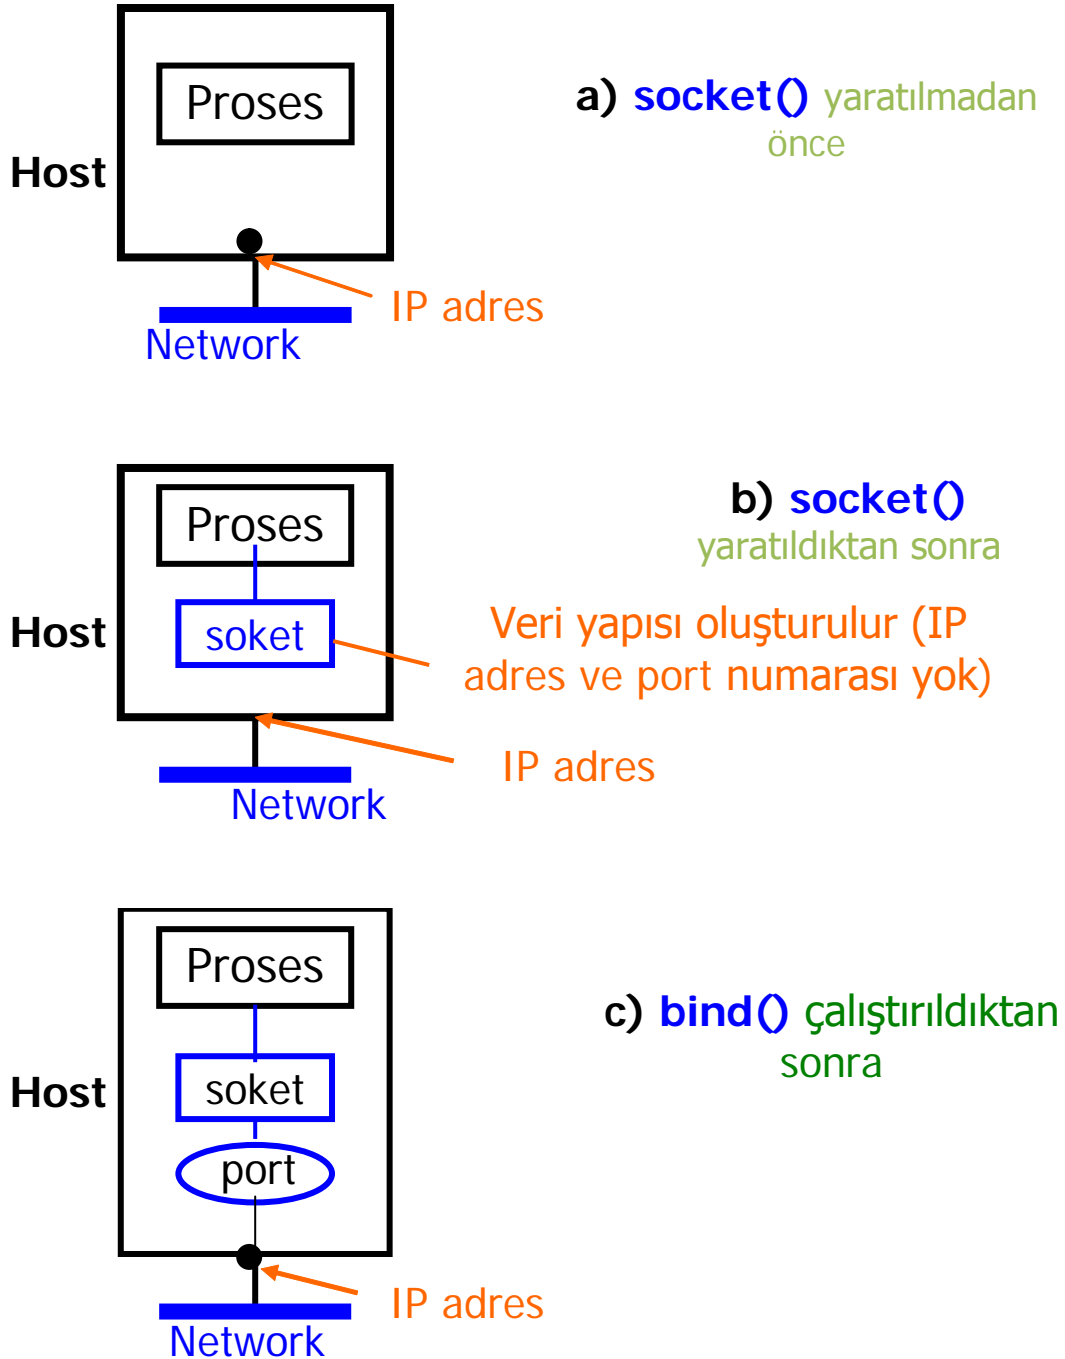 Proses
a) socket() yaratılmadan
önce
Host
IP adres
Network
b) socket()
yaratıldıktan sonra
Proses
Host
soket
Veri yapısı oluşturulur (IP
adres ve port numarası yok)
IP adres
Network
Proses
c) bind() çalıştırıldıktan
sonra
Host
soket
port
IP adres
Network